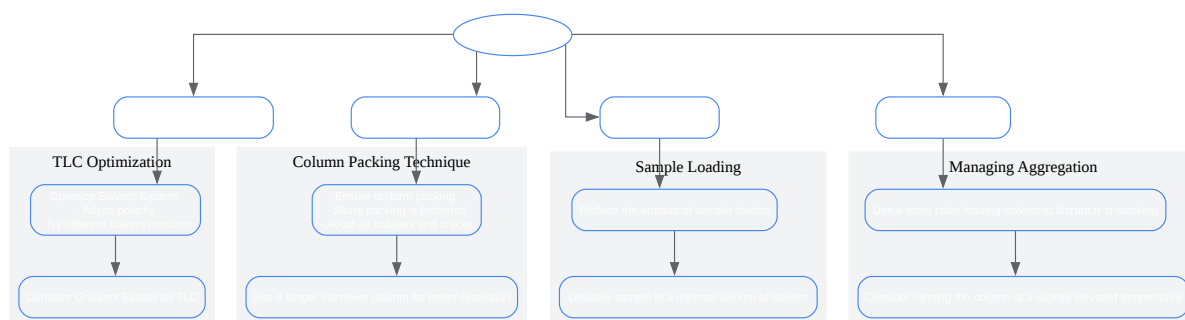 TLC Optimization
Column Packing Technique
Sample Loading
Managing Aggregation
Optimize Solvent System:
- Adjust polarity
- Try different solvent mixtures
Ensure uniform packing:
- Slurry packing is preferred
- Avoid air bubbles and cracks
Reduce the amount of sample loaded
Use a more polar loading solvent to disrupt π-π stacking
Consider Gradient Elution on TLC
Use a longer, narrower column for better resolution
Dissolve sample in a minimal volume of solvent
Consider running the column at a slightly elevated temperature